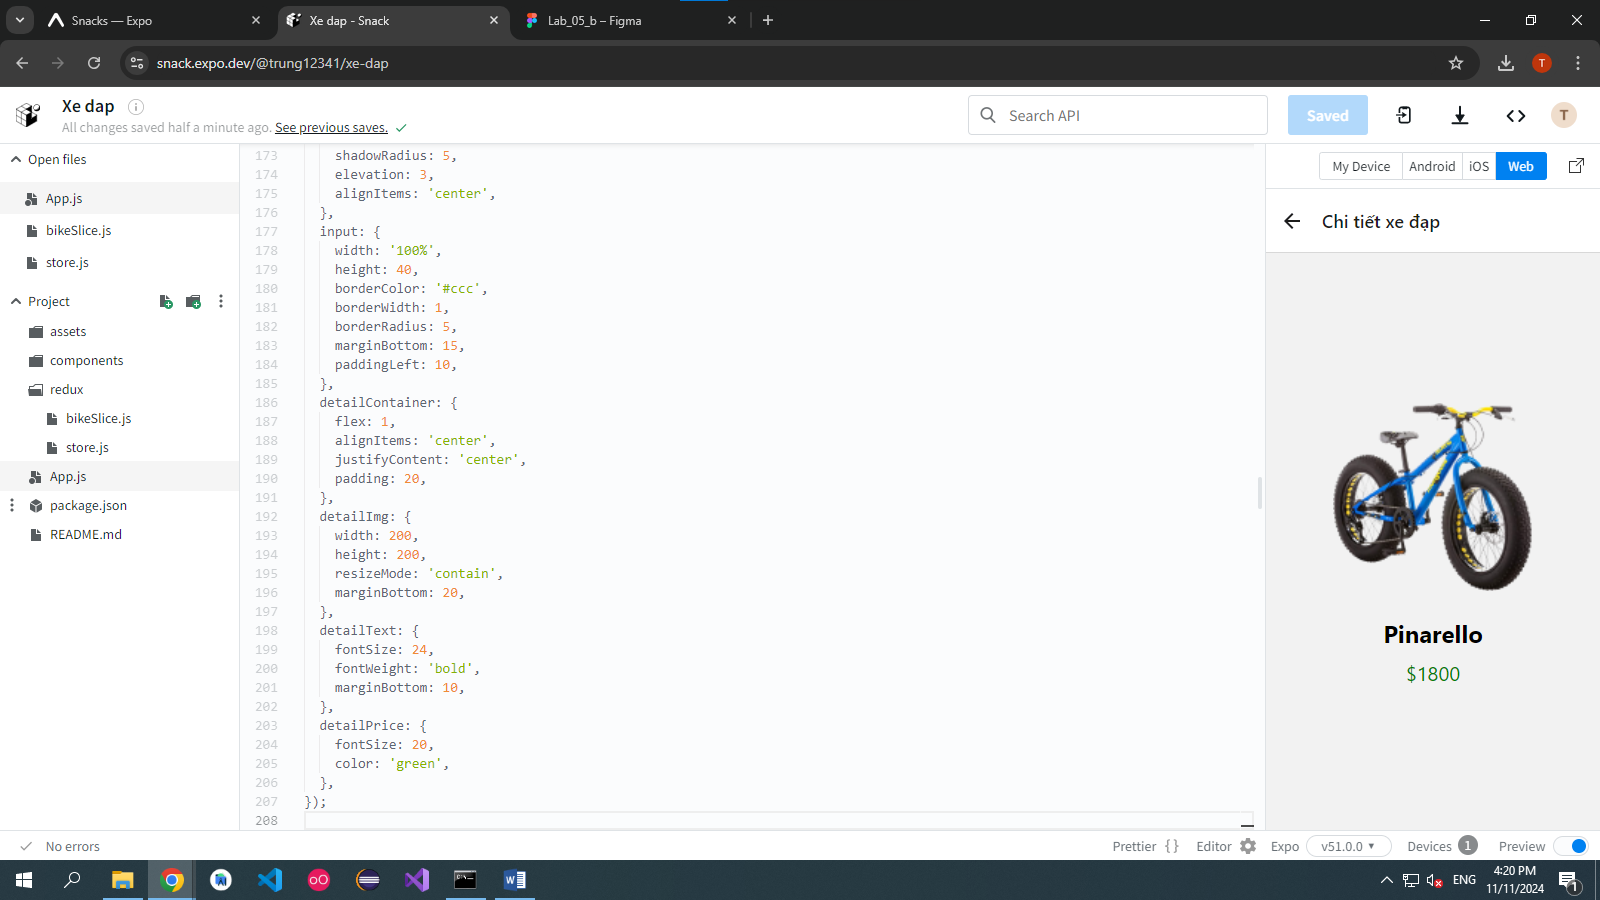 Snacks — Expo
Xe dap - Snack
Lab_05_b – Figma
snack.expo.dev/@trung12341/xe-dap
T
Xe dap
All changes saved half a minute ago. See previous saves.
Search API
Saved
T
Open files
App.js
bikeSlice.js
store.js
Project
assets
components
redux
bikeSlice.js
store.js
App.js
package.json
README.md
173 shadowRadius: 5,
174 elevation: 3,
175 alignItems: 'center',
176 },
177 input: {
178 width: '100%',
179 height: 40,
180 borderColor: '#ccc',
181 borderWidth: 1,
182 borderRadius: 5,
183 marginBottom: 15,
184 paddingLeft: 10,
185 },
186 detailContainer: {
187 flex: 1,
188 alignItems: 'center',
189 justifyContent: 'center',
190 padding: 20,
191 },
192 detailImg: {
193 width: 200,
194 height: 200,
195 resizeMode: 'contain',
196 marginBottom: 20,
197 },
198 detailText: {
199 fontSize: 24,
200 fontWeight: 'bold',
201 marginBottom: 10,
202 },
203 detailPrice: {
204 fontSize: 20,
205 color: 'green',
206 },
207 });
208
My Device Android iOS Web
Chi tiết xe đạp
Pinarello
$1800
No errors
Prettier {} Editor Expo v51.0.0 Devices 1 Preview
ENG
4:20 PM
11/11/2024
1